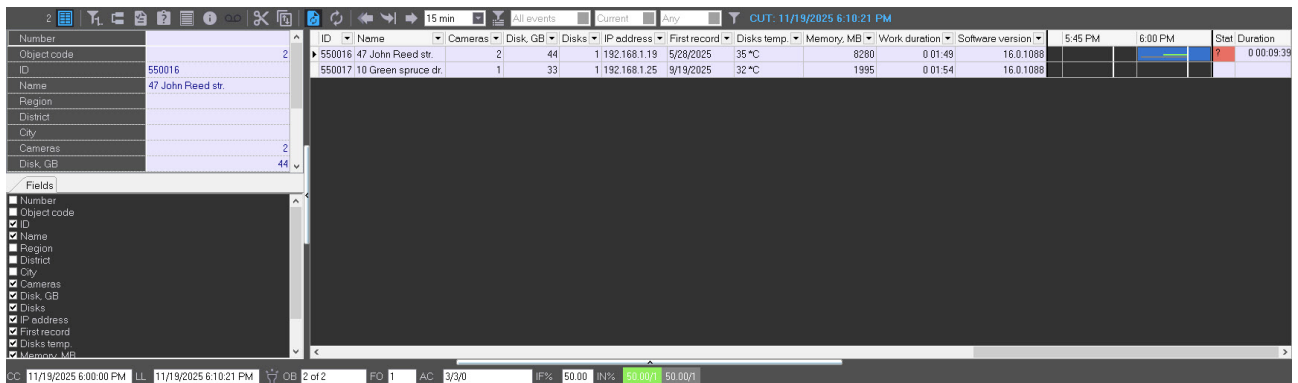 2 15 min All events Current Any CUT: 11/19/2025 6:10:21 PM
Number
Object code 2
ID 550016
Name 47 John Reed str.
Region
District
City
Cameras 2
Disk, GB 44
Fields
Number
Object code
ID
Name
Region
District
City
Cameras
Disk, GB
Disks
IP address
First record
Disks temp.
Memory, MB
ID Name Cameras Disk, GB Disks IP address First record Disks temp. Memory, MB Work duration Software version 5:45 PM 6:00 PM Stat Duration
550016 47 John Reed str. 2 44 1 192.168.1.19 5/28/2025 35 °C 8280 0 01:49 16.0.1088 ? 0 00:09:39
550017 10 Green spruce dr. 1 33 1 192.168.1.25 9/19/2025 32 °C 1995 0 01:54 16.0.1088
CC 11/19/2025 6:00:00 PM LL 11/19/2025 6:10:21 PM OB 2 of 2 FO 1 AC 3/3/0 IF% 50.00 IN% 50.00/1 50.00/1